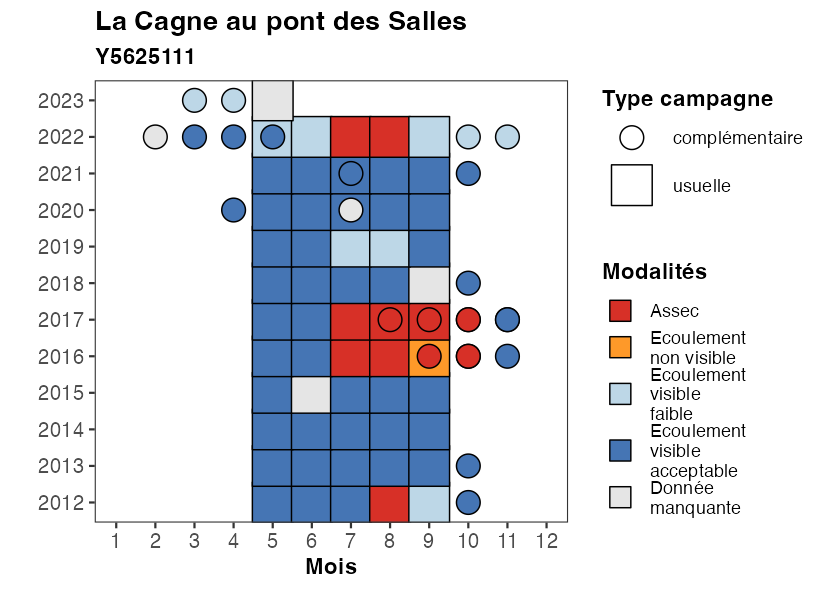 La Cagne au pont des Salles
Y5625111
2023
2022
2021
2020
2019
2018
2017
2016
2015
2014
2013
2012
1 2 3 4 5 6 7 8 9 10 11 12
Mois
Type campagne
complémentaire
usuelle
Modalités
Assec
Ecoulement
non visible
Ecoulement
visible
faible
Ecoulement
visible
acceptable
Donnée
manquante